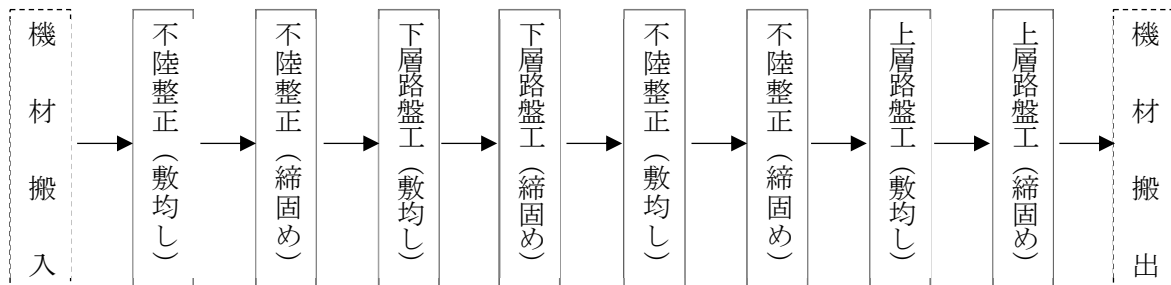 機材搬入
不陸整正（敷均し）
不陸整正（締固め）
下層路盤工（敷均し）
下層路盤工（締固め）
不陸整正（敷均し）
不陸整正（締固め）
上層路盤工（敷均し）
上層路盤工（締固め）
機材搬出